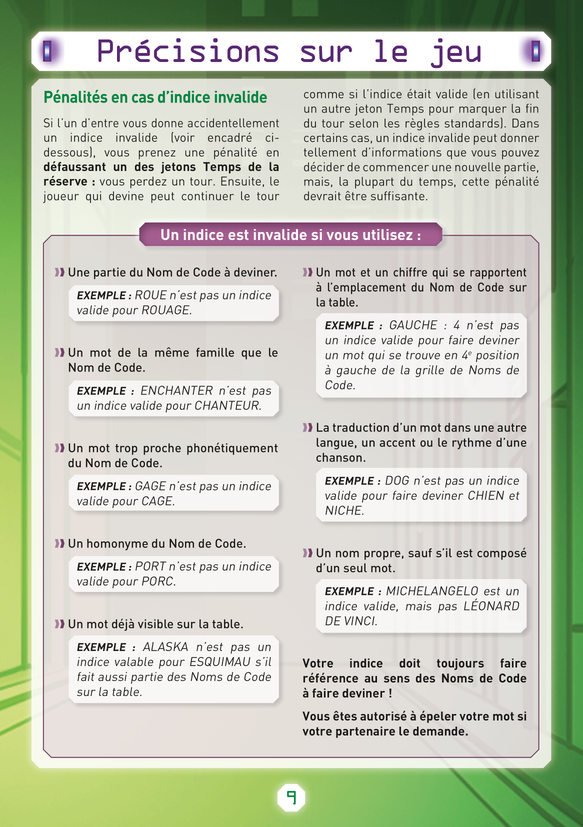 Précisions sur le jeu
Pénalités en cas d'indice invalide
Si l'un d'entre vous donne accidentellement
un indice invalide (voir encadré ci-
dessous), vous prenez une pénalité en
défaussant un des jetons Temps de la
réserve : vous perdez un tour. Ensuite, le
joueur qui devine peut continuer le tour
comme si l'indice était valide (en utilisant
un autre jeton Temps pour marquer la fin
du tour selon les règles standards). Dans
certains cas, un indice invalide peut donner
tellement d'informations que vous pouvez
décider de commencer une nouvelle partie,
mais, la plupart du temps, cette pénalité
devrait être suffisante.
Un indice est invalide si vous utilisez :
Une partie du Nom de Code à deviner.
EXEMPLE : ROUE n'est pas un indice
valide pour ROUAGE.
Un mot de la même famille que le
Nom de Code.
EXEMPLE : ENCHANTER n'est pas
un indice valide pour CHANTEUR.
Un mot trop proche phonétiquement
du Nom de Code.
EXEMPLE : GAGE n'est pas un indice
valide pour CAGE.
Un homonyme du Nom de Code.
EXEMPLE : PORT n'est pas un indice
valide pour PORC.
Un mot déjà visible sur la table.
EXEMPLE : ALASKA n'est pas un
indice valable pour ESQUIMAU s'il
fait aussi partie des Noms de Code
sur la table.
Un mot et un chiffre qui se rapportent
à l'emplacement du Nom de Code sur
la table.
EXEMPLE : GAUCHE : 4 n'est pas
un indice valide pour faire deviner
un mot qui se trouve en 4e position
à gauche de la grille de Noms de
Code.
La traduction d'un mot dans une autre
langue, un accent ou le rythme d'une
chanson.
EXEMPLE : DOG n'est pas un indice
valide pour faire deviner CHIEN et
NICHE.
Un nom propre, sauf s'il est composé
d'un seul mot.
EXEMPLE : MICHELANGELO est un
indice valide, mais pas LÉONARD
DE VINCI.
Votre indice doit toujours faire
référence au sens des Noms de Code
à faire deviner !
Vous êtes autorisé à épeler votre mot si
votre partenaire le demande.
9